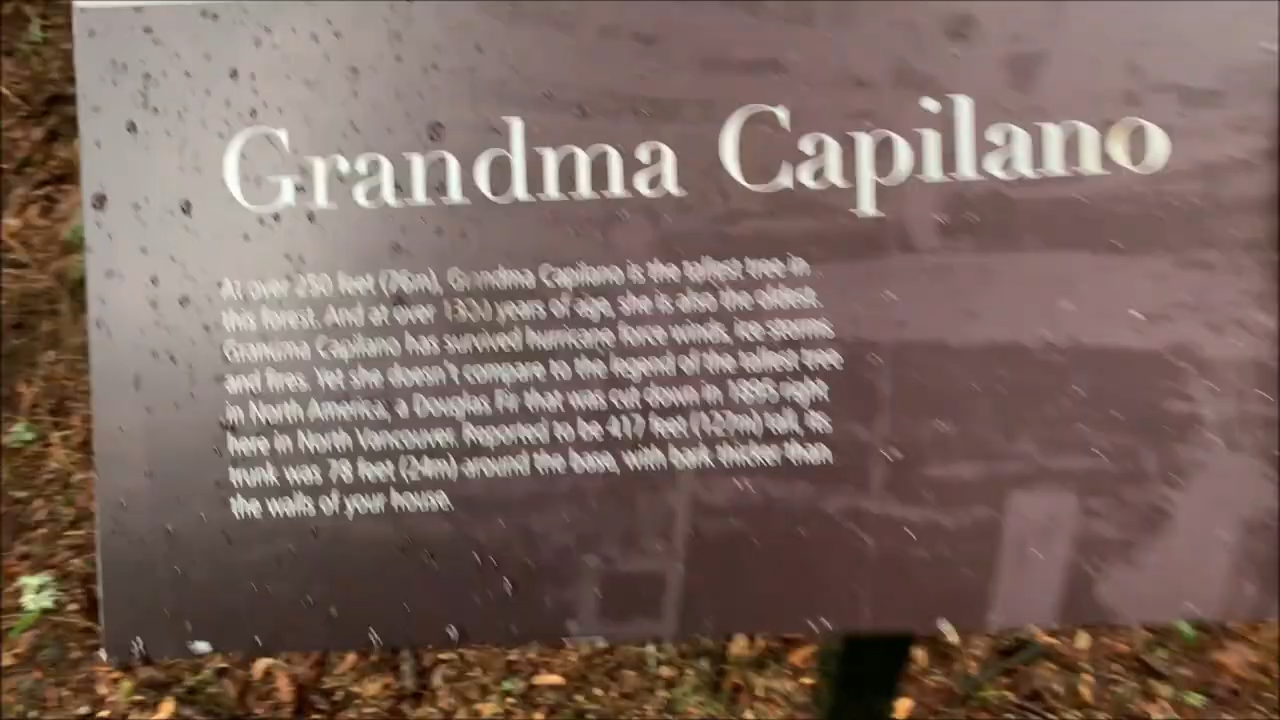 Grandma Capilano
At over 250 feet (76m), Grandma Capilano is the tallest tree in
this forest. And at over years of age, she is also the oldest.
Grandma Capilano has survived hurricane force winds, ice storms
and fires. Yet she doesn't compare to the legend of the tallest tree
in North America, a Douglas Fir that was cut down in 1895 right
here in North Vancouver. Reported to be 417 feet (127m) tall, its
trunk was 78 feet (24m) around the base, with bark thicker than
the walls of your house.